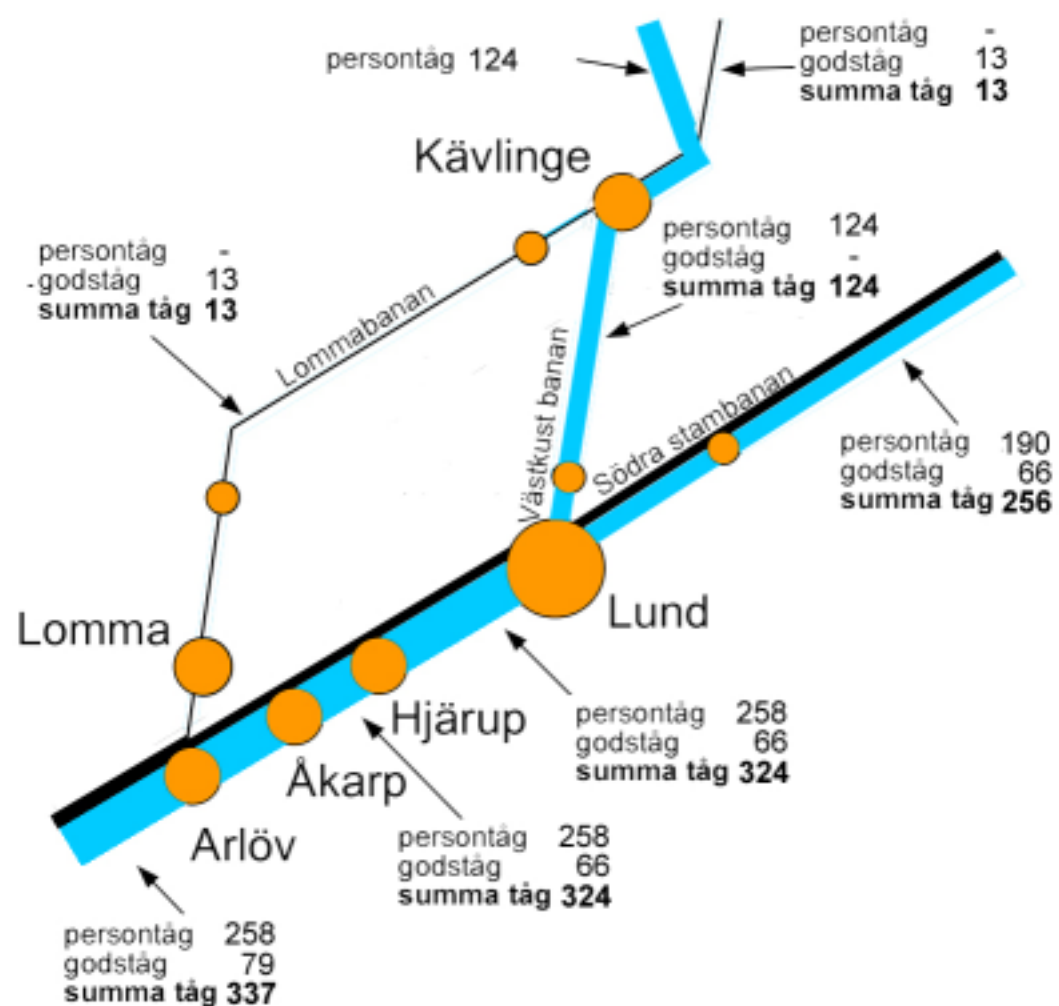 persontåg 124
persontåg -
godståg 13
summa tåg 13
Kävlinge
persontåg -
godståg 13
summa tåg 13
persontåg 124
godståg -
summa tåg 124
Lommabanan
Västkust banan
Södra stambanan
persontåg 190
godståg 66
summa tåg 256
Lund
Lomma
Hjärup
persontåg 258
godståg 66
summa tåg 324
Åkarp
Arlöv
persontåg 258
godståg 66
summa tåg 324
persontåg 258
godståg 79
summa tåg 337